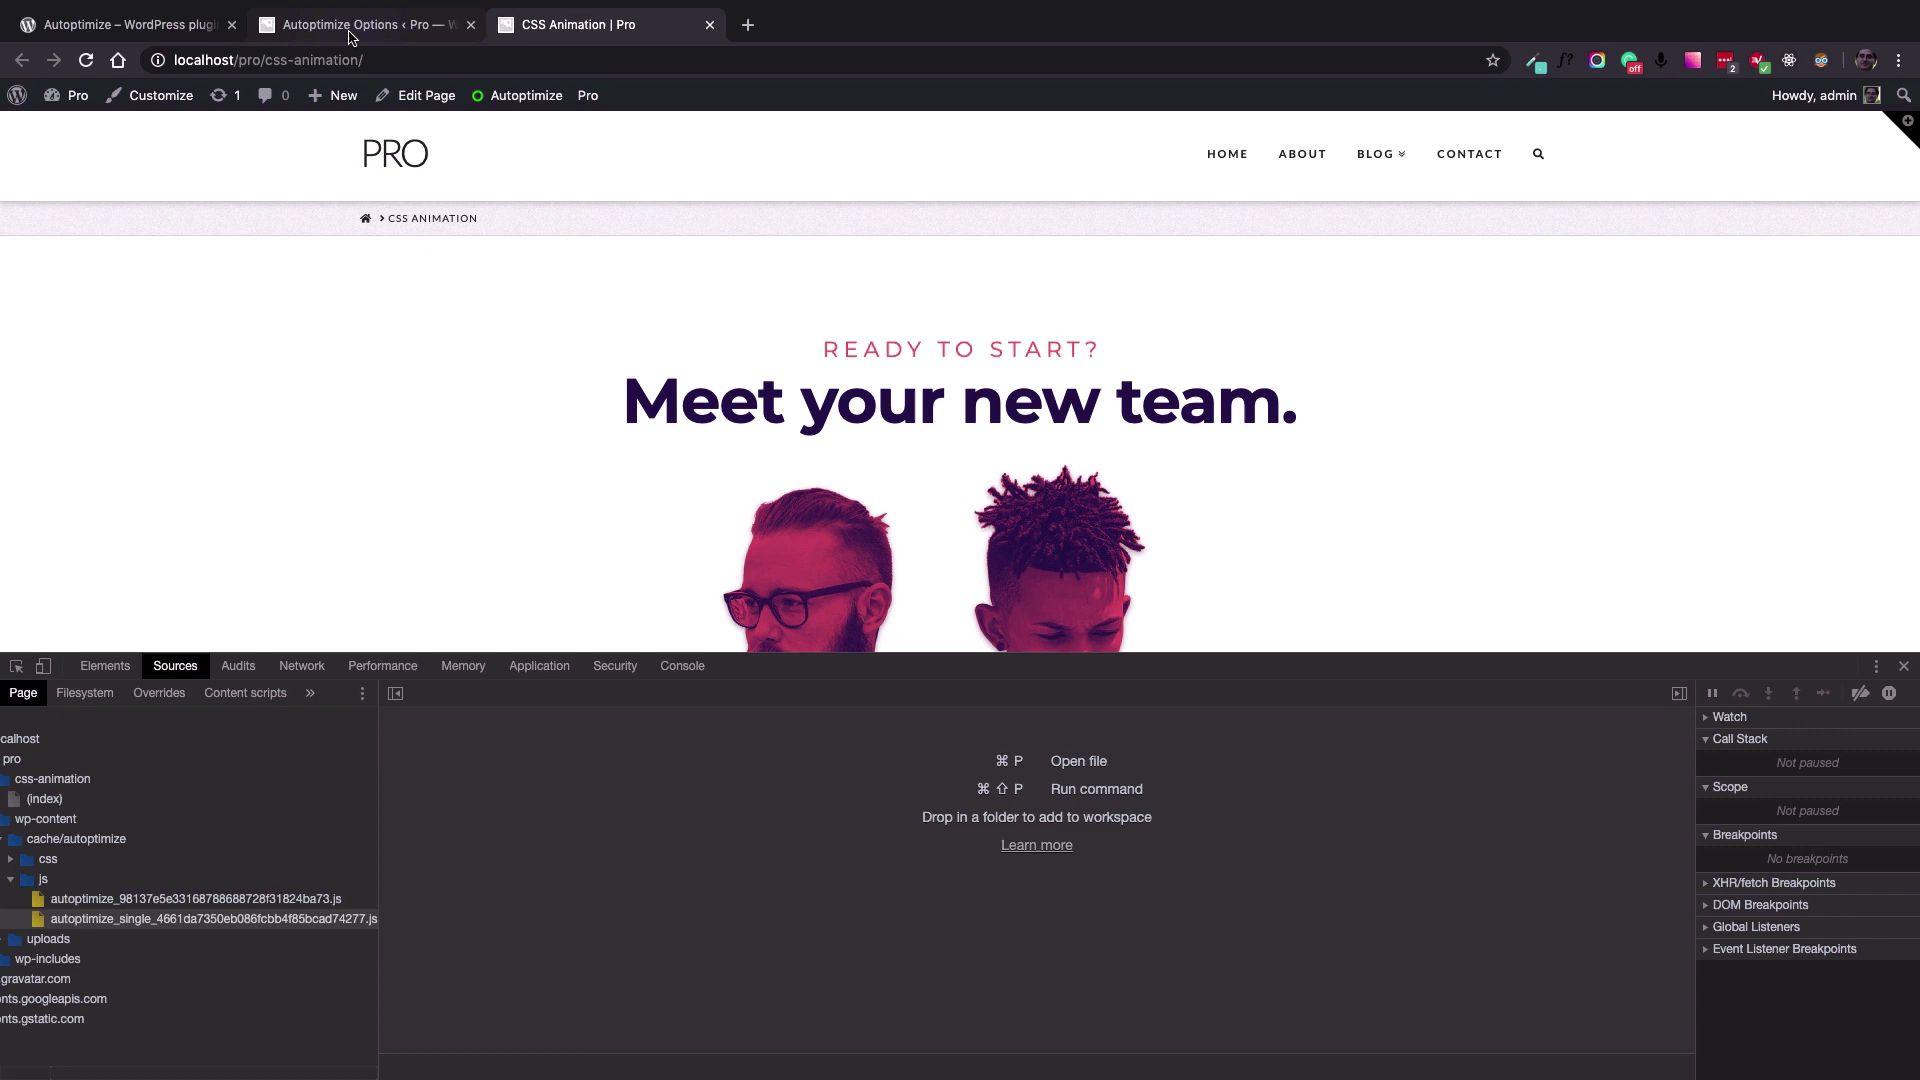 Autoptimize – WordPress plugi
Autoptimize Options ‹ Pro — W
CSS Animation | Pro
localhost/pro/css-animation/
f?
off
2
Pro
Customize
1
0
New
Edit Page
Autoptimize
Pro
Howdy, admin
PRO
HOME
ABOUT
BLOG
CONTACT
CSS ANIMATION
READY TO START?
Meet your new team.
Elements
Sources
Audits
Network
Performance
Memory
Application
Security
Console
Page
Filesystem
Overrides
Content scripts
»
calhost
pro
css-animation
(index)
wp-content
cache/autoptimize
css
js
autoptimize_98137e5e33168788688728f31824ba73.js
autoptimize_single_4661da7350eb086fcbb4f85bcad74277.js
uploads
wp-includes
gravatar.com
onts.googleapis.com
onts.gstatic.com
⌘ P Open file
⌘ ⇧ P Run command
Drop in a folder to add to workspace
Learn more
Watch
Call Stack
Not paused
Scope
Not paused
Breakpoints
No breakpoints
XHR/fetch Breakpoints
DOM Breakpoints
Global Listeners
Event Listener Breakpoints